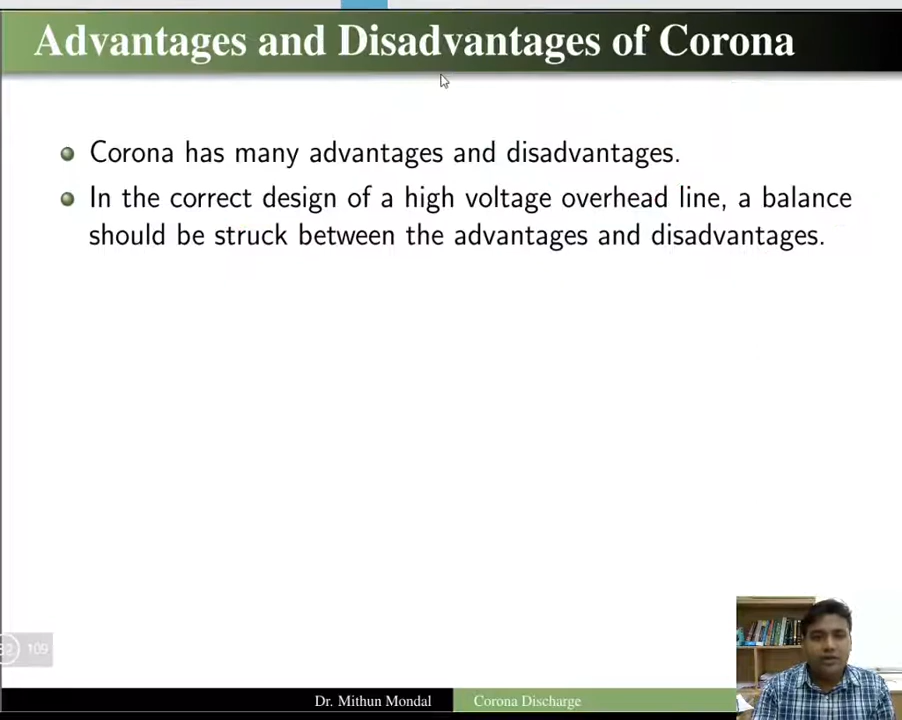 Advantages and Disadvantages of Corona
Corona has many advantages and disadvantages.
In the correct design of a high voltage overhead line, a balance
should be struck between the advantages and disadvantages.
109
Dr. Mithun Mondal
Corona Discharge